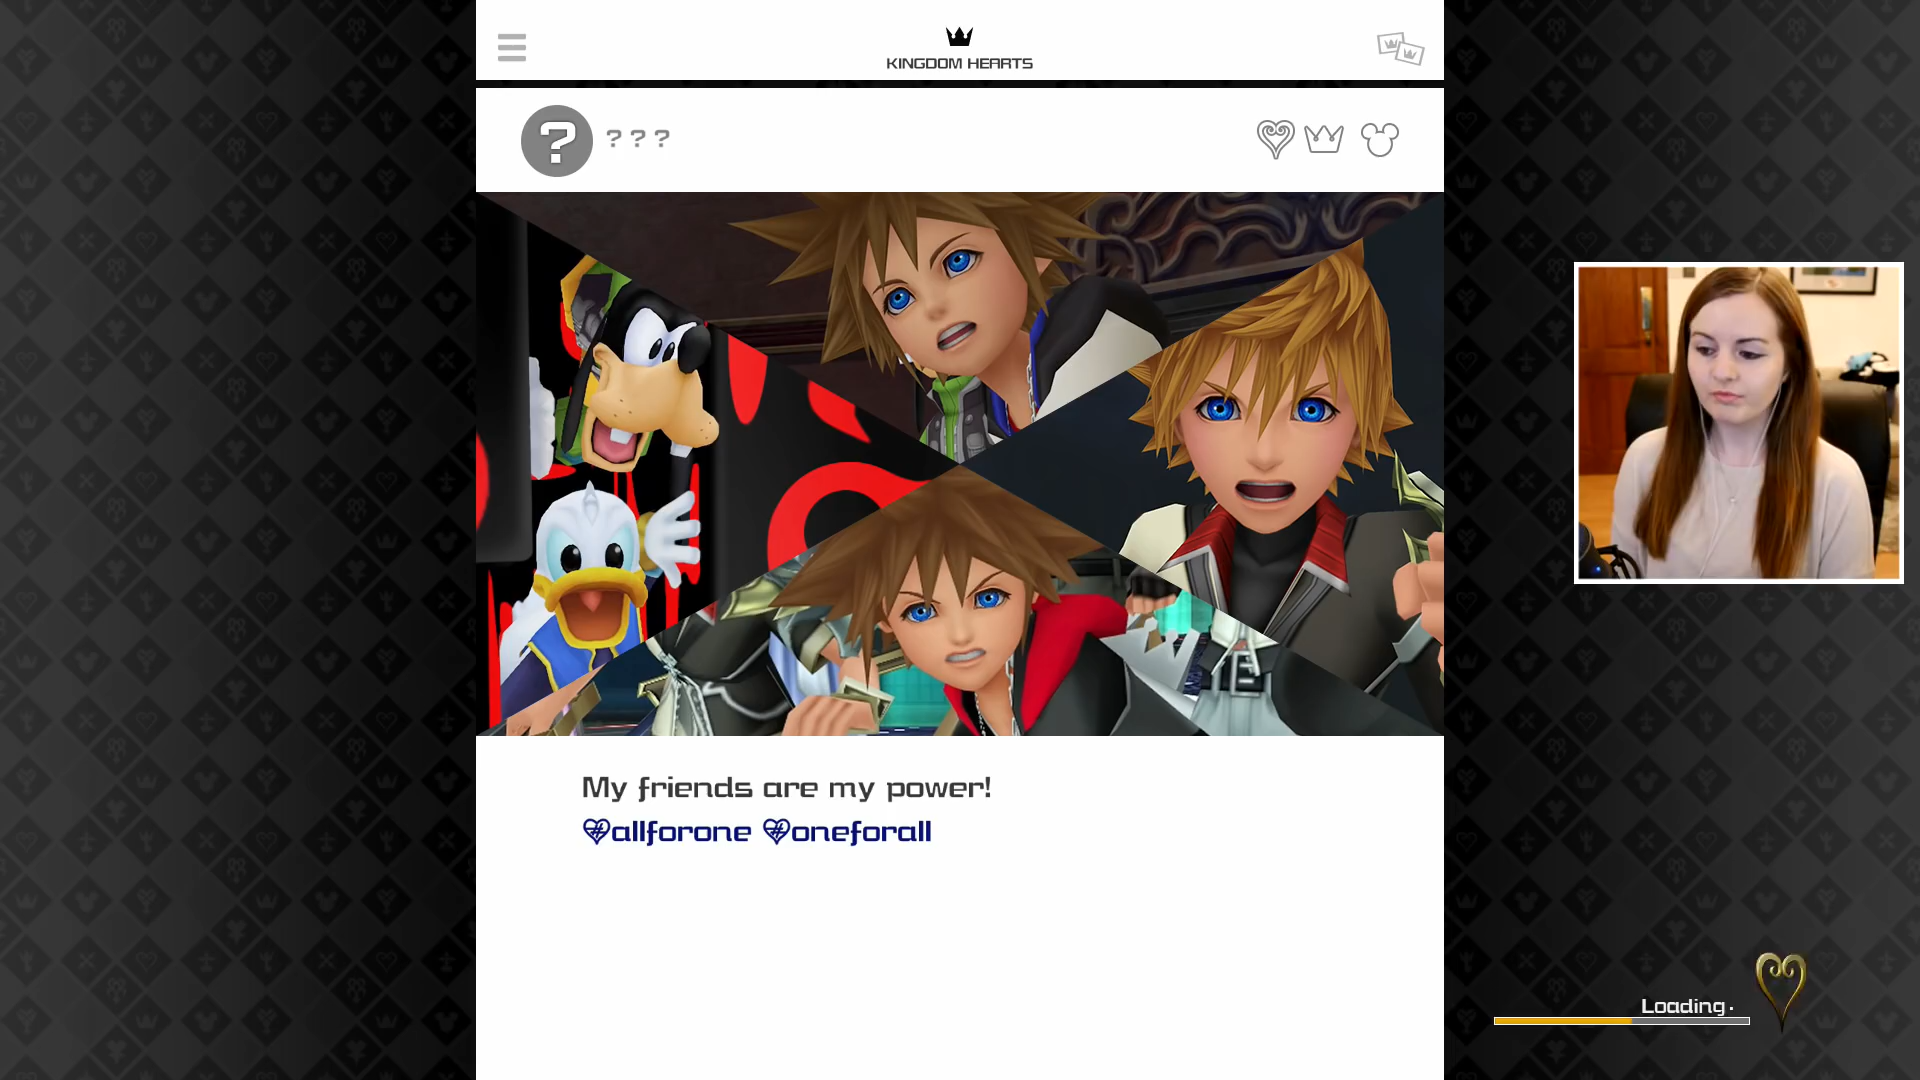 KINGDOM HEARTS
? ? ? ?
My friends are my power!
#allforone #oneforall
Loading.